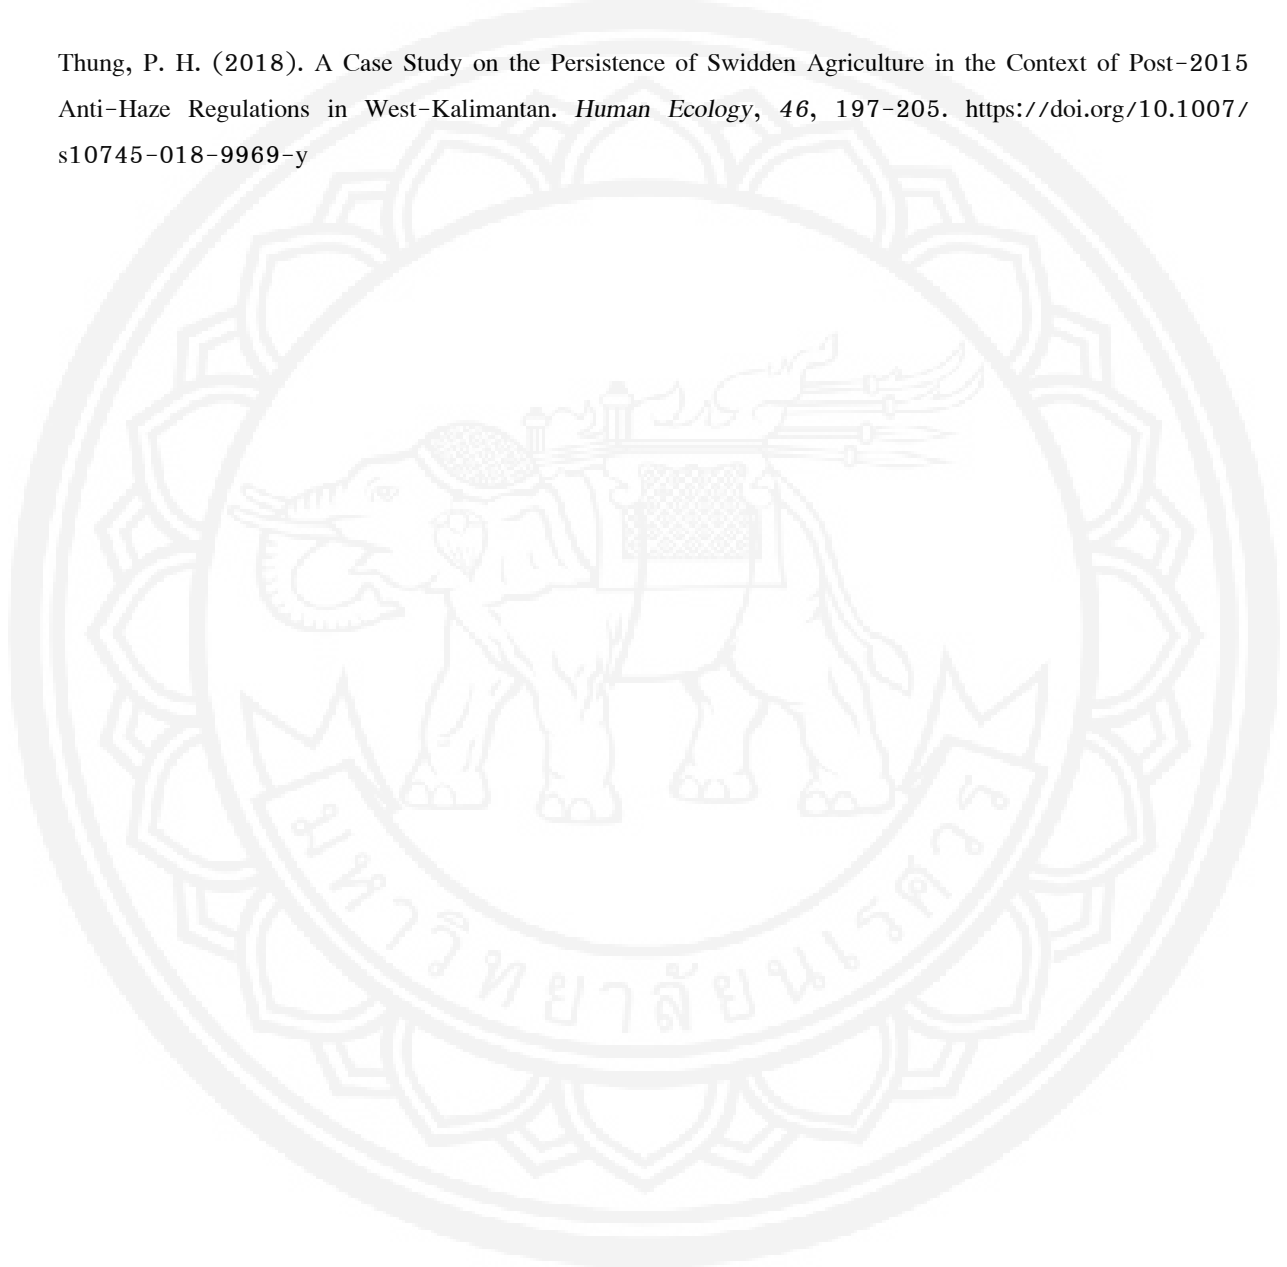 Thung, P. H. (2018). A Case Study on the Persistence of Swidden Agriculture in the Context of Post-2015
Anti-Haze Regulations in West-Kalimantan. Human Ecology, 46, 197-205. https://doi.org/10.1007/
s10745-018-9969-y
มหาวิทยาลัยนเรศวร